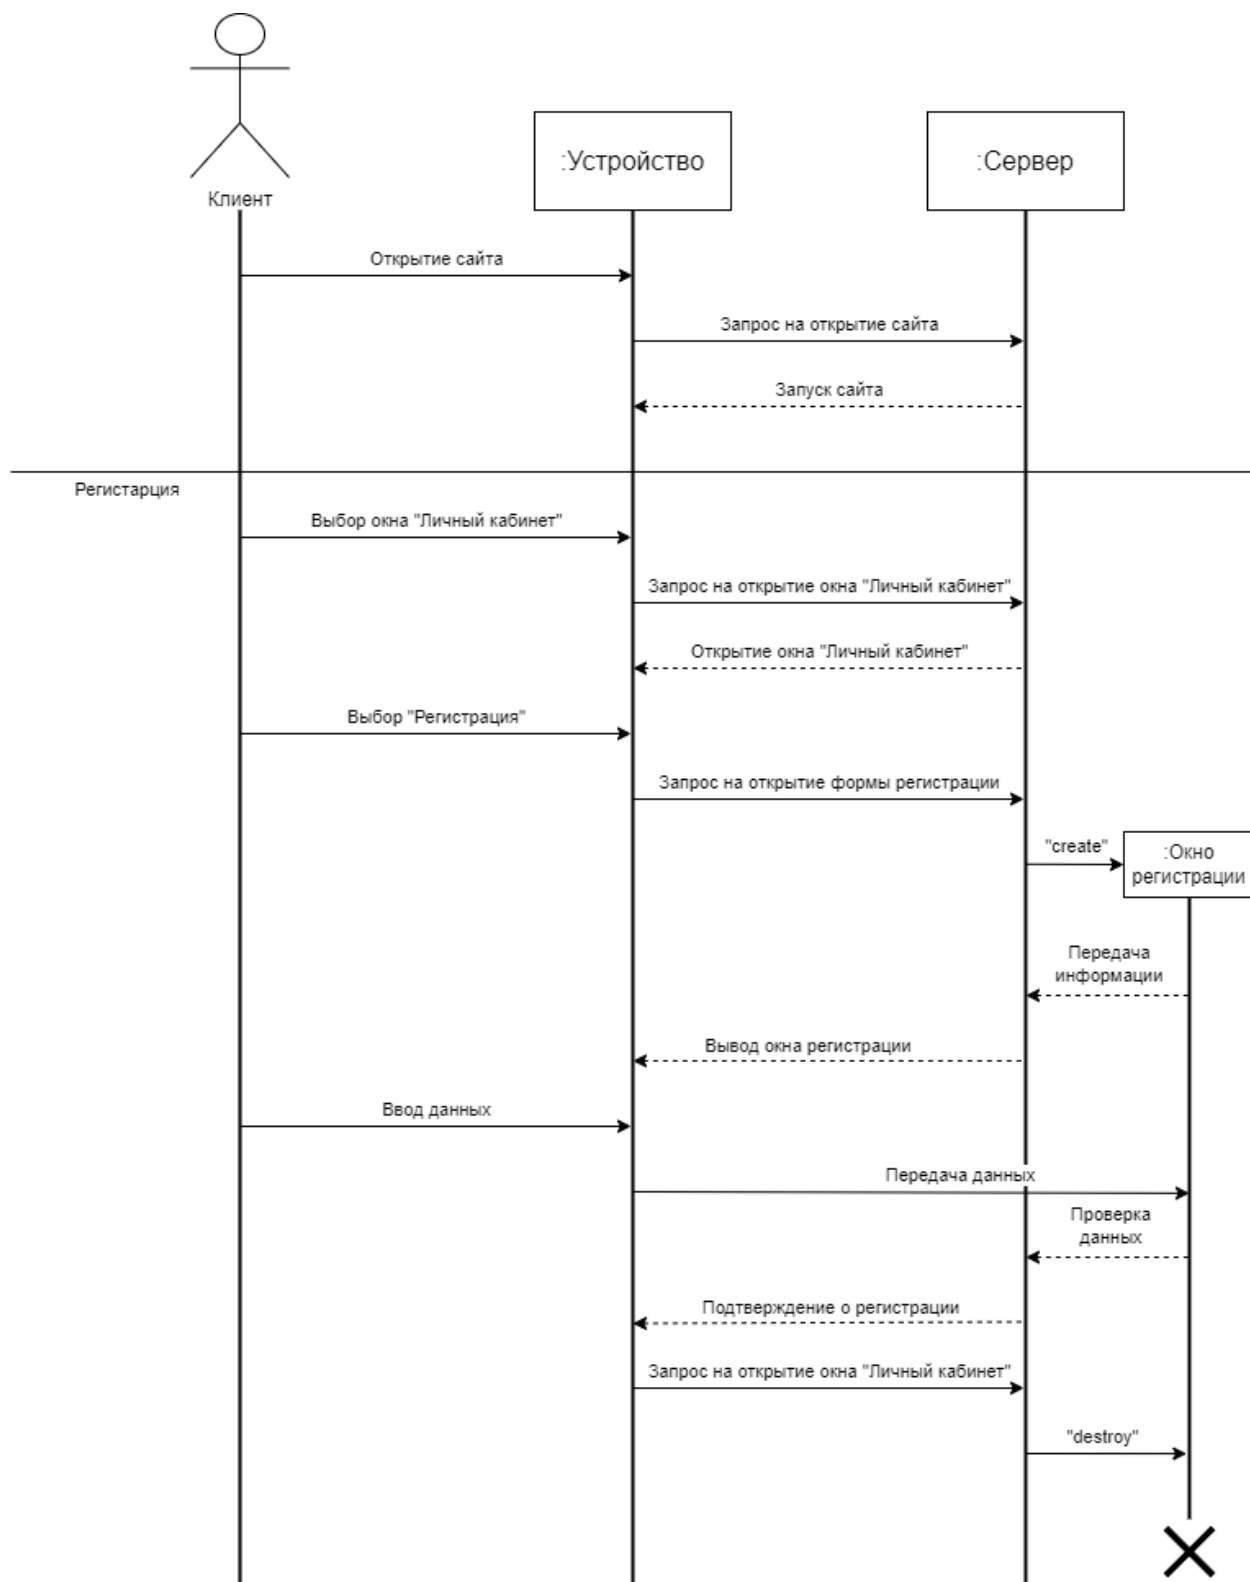 Клиент
:Устройство
:Сервер
Открытие сайта
Запрос на открытие сайта
Запуск сайта
Регистарция
Выбор окна "Личный кабинет"
Запрос на открытие окна "Личный кабинет"
Открытие окна "Личный кабинет"
Выбор "Регистрация"
Запрос на открытие формы регистрации
"create"
:Окно
регистрации
Передача
информации
Вывод окна регистрации
Ввод данных
Передача данных
Проверка
данных
Подтверждение о регистрации
Запрос на открытие окна "Личный кабинет"
"destroy"